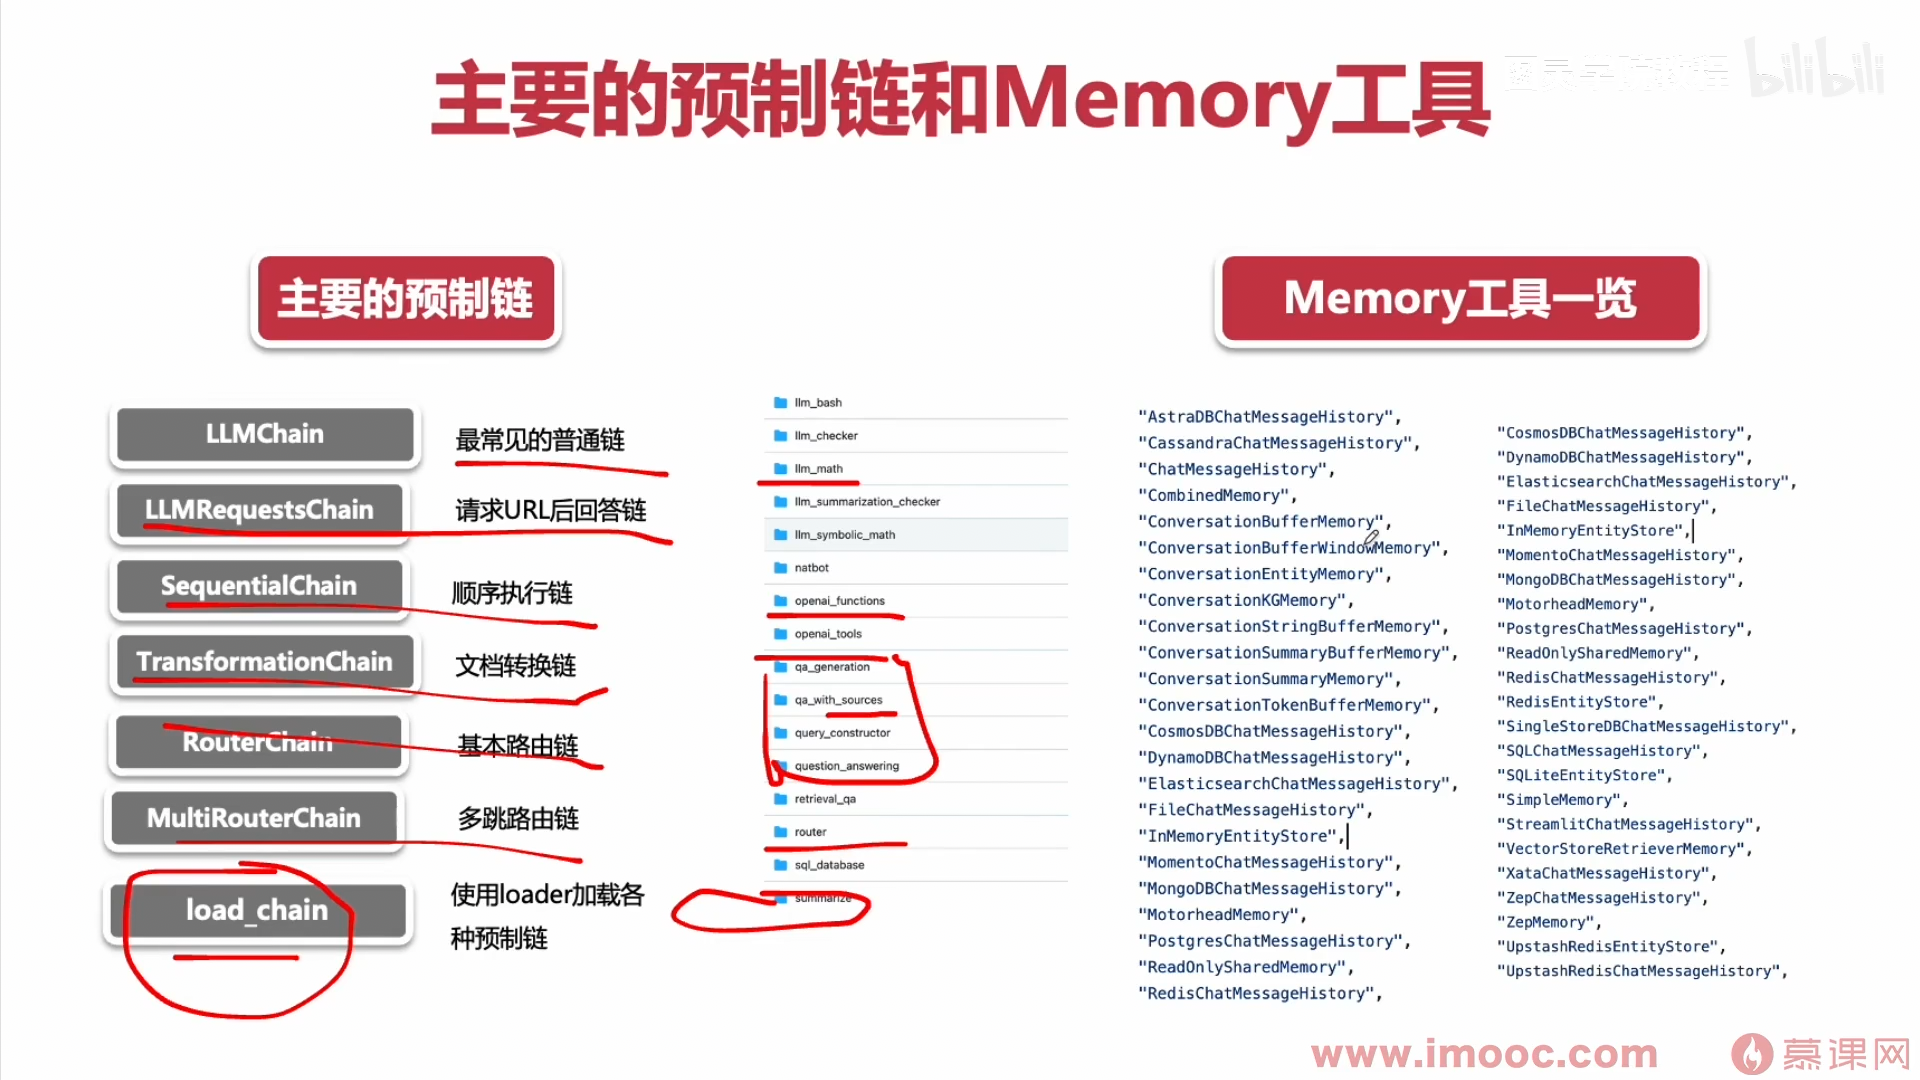 主要的预制链和Memory工具
bilibili
主要的预制链
LLMChain
最常见的普通链
LLMRequestsChain
请求URL后回答链
SequentialChain
顺序执行链
TransformationChain
文档转换链
RouterChain
基本路由链
MultiRouterChain
多跳路由链
load_chain
使用loader加载各
种预制链
llm_bash
llm_checker
llm_math
llm_summarization_checker
llm_symbolic_math
natbot
openai_functions
openai_tools
qa_generation
qa_with_sources
query_constructor
question_answering
retrieval_qa
router
sql_database
summarize
Memory工具一览
"AstraDBChatMessageHistory",
"CassandraChatMessageHistory",
"ChatMessageHistory",
"CombinedMemory",
"ConversationBufferMemory",
"ConversationBufferWindowMemory",
"ConversationEntityMemory",
"ConversationKGMemory",
"ConversationStringBufferMemory",
"ConversationSummaryBufferMemory",
"ConversationSummaryMemory",
"ConversationTokenBufferMemory",
"CosmosDBChatMessageHistory",
"DynamoDBChatMessageHistory",
"ElasticsearchChatMessageHistory",
"FileChatMessageHistory",
"InMemoryEntityStore",
"MomentoChatMessageHistory",
"MongoDBChatMessageHistory",
"MotorheadMemory",
"PostgresChatMessageHistory",
"ReadOnlySharedMemory",
"RedisChatMessageHistory",
"CosmosDBChatMessageHistory",
"DynamoDBChatMessageHistory",
"ElasticsearchChatMessageHistory",
"FileChatMessageHistory",
"InMemoryEntityStore",
"MomentoChatMessageHistory",
"MongoDBChatMessageHistory",
"MotorheadMemory",
"PostgresChatMessageHistory",
"ReadOnlySharedMemory",
"RedisChatMessageHistory",
"RedisEntityStore",
"SingleStoreDBChatMessageHistory",
"SQLChatMessageHistory",
"SQLiteEntityStore",
"SimpleMemory",
"StreamlitChatMessageHistory",
"VectorStoreRetrieverMemory",
"XataChatMessageHistory",
"ZepChatMessageHistory",
"ZepMemory",
"UpstashRedisEntityStore",
"UpstashRedisChatMessageHistory",
www.imooc.com
慕课网